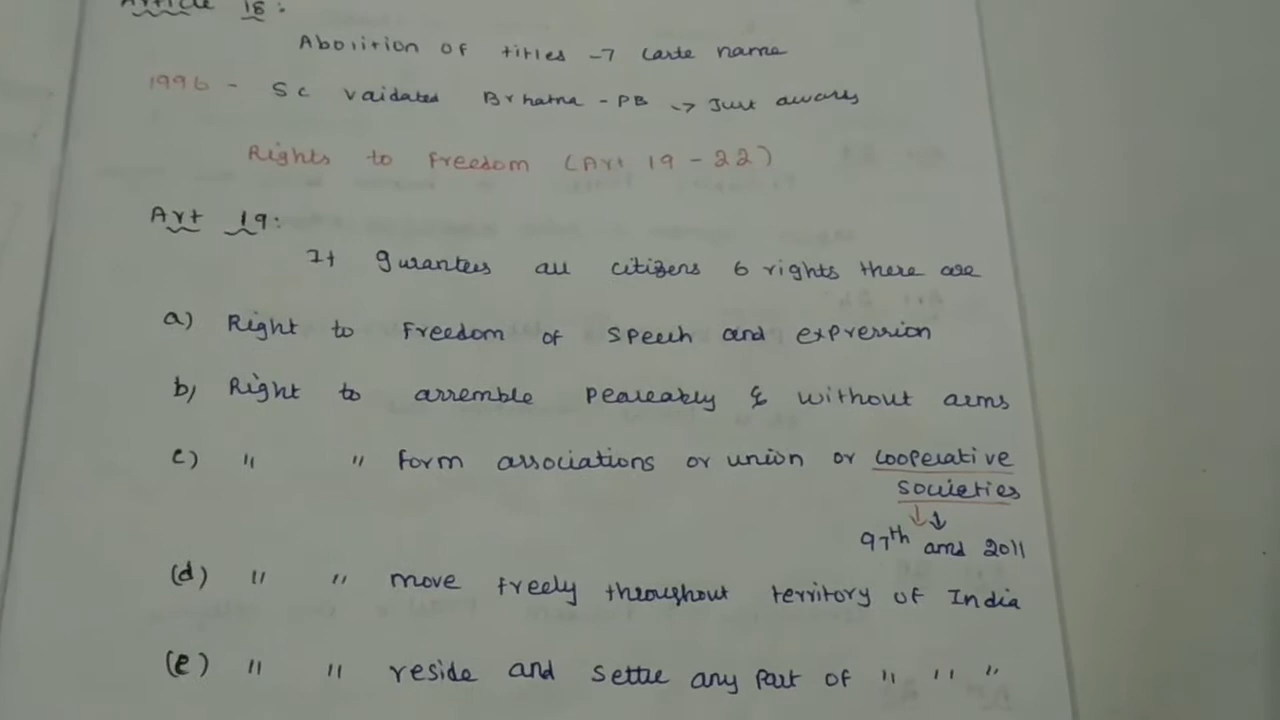 Article 18:
Abolition of titles → Caste name
1996 - SC vaidated Brhatna - PB → Just awars
Rights to Freedom (Art 19 - 22)
Art 19:
It gurantees all citizens 6 rights there are
a) Right to Freedom of speech and expression
b) Right to assemble peaceably & without arms
c) " " form associations or union or cooperative
societies
97th amd 2011
(d) " " move freely throughout territory of India
(e) " " reside and settle any part of " " "